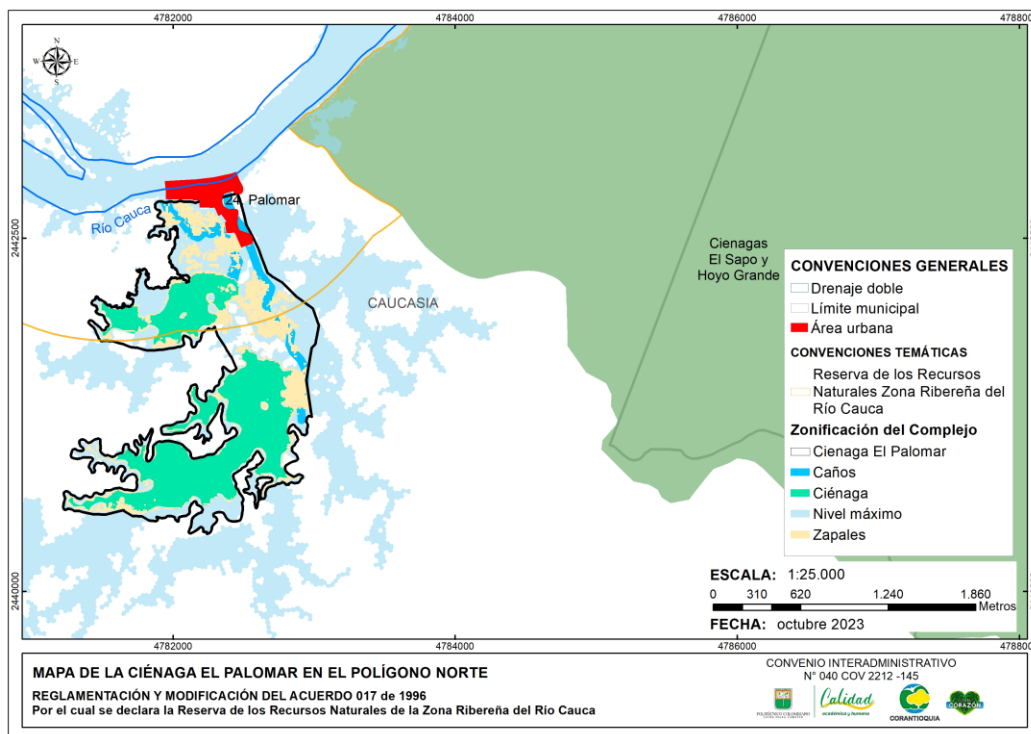 4782000
4784000
4786000
4788000
N
W
E
S
2442500
2440000
Río Cauca
24. Palomar
CAUCASIA
Cienagas
El Sapo y
Hoyo Grande
CONVENCIONES GENERALES
Drenaje doble
Límite municipal
Área urbana
CONVENCIONES TEMÁTICAS
Reserva de los Recursos
Naturales Zona Ribereña del
Río Cauca
Zonificación del Complejo
Cienaga El Palomar
Caños
Ciénaga
Nivel máximo
Zapales
ESCALA: 1:25.000
0 310 620 1.240 1.860
Metros
FECHA: octubre 2023
4782000
4784000
4786000
MAPA DE LA CIÉNAGA EL PALOMAR EN EL POLÍGONO NORTE
REGLAMENTACIÓN Y MODIFICACIÓN DEL ACUERDO 017 de 1996
Por el cual se declara la Reserva de los Recursos Naturales de la Zona Ribereña del Río Cauca
CONVENIO INTERADMINISTRATIVO
N° 040 COV 2212 -145
POLITÉCNICO COLOMBIANO
Calidad
académica y humana
CORANTIOQUIA
CORAZÓN